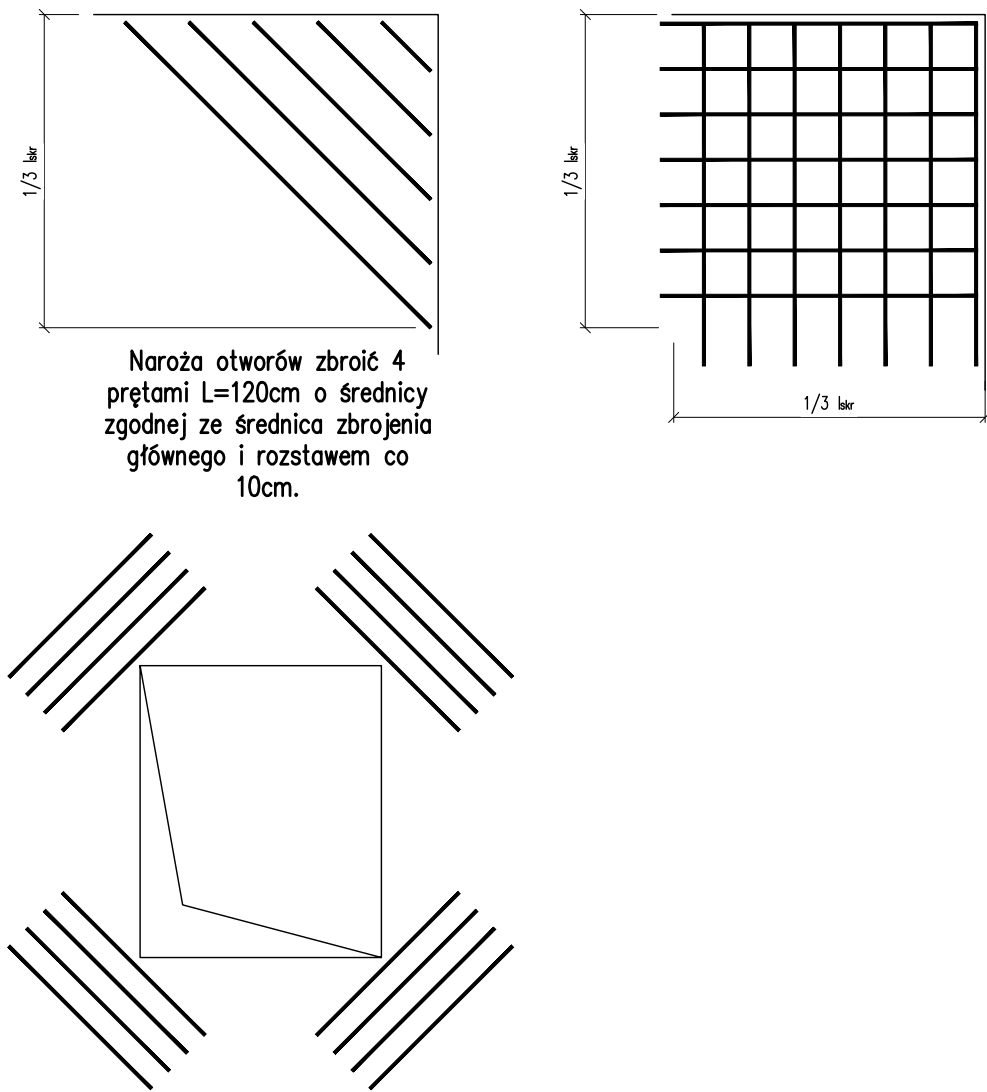 1/3 lskr
1/3 lskr
1/3 lskr
Naroża otworów zbroić 4
prętami L=120cm o średnicy
zgodnej ze średnica zbrojenia
głównego i rozstawem co
10cm.